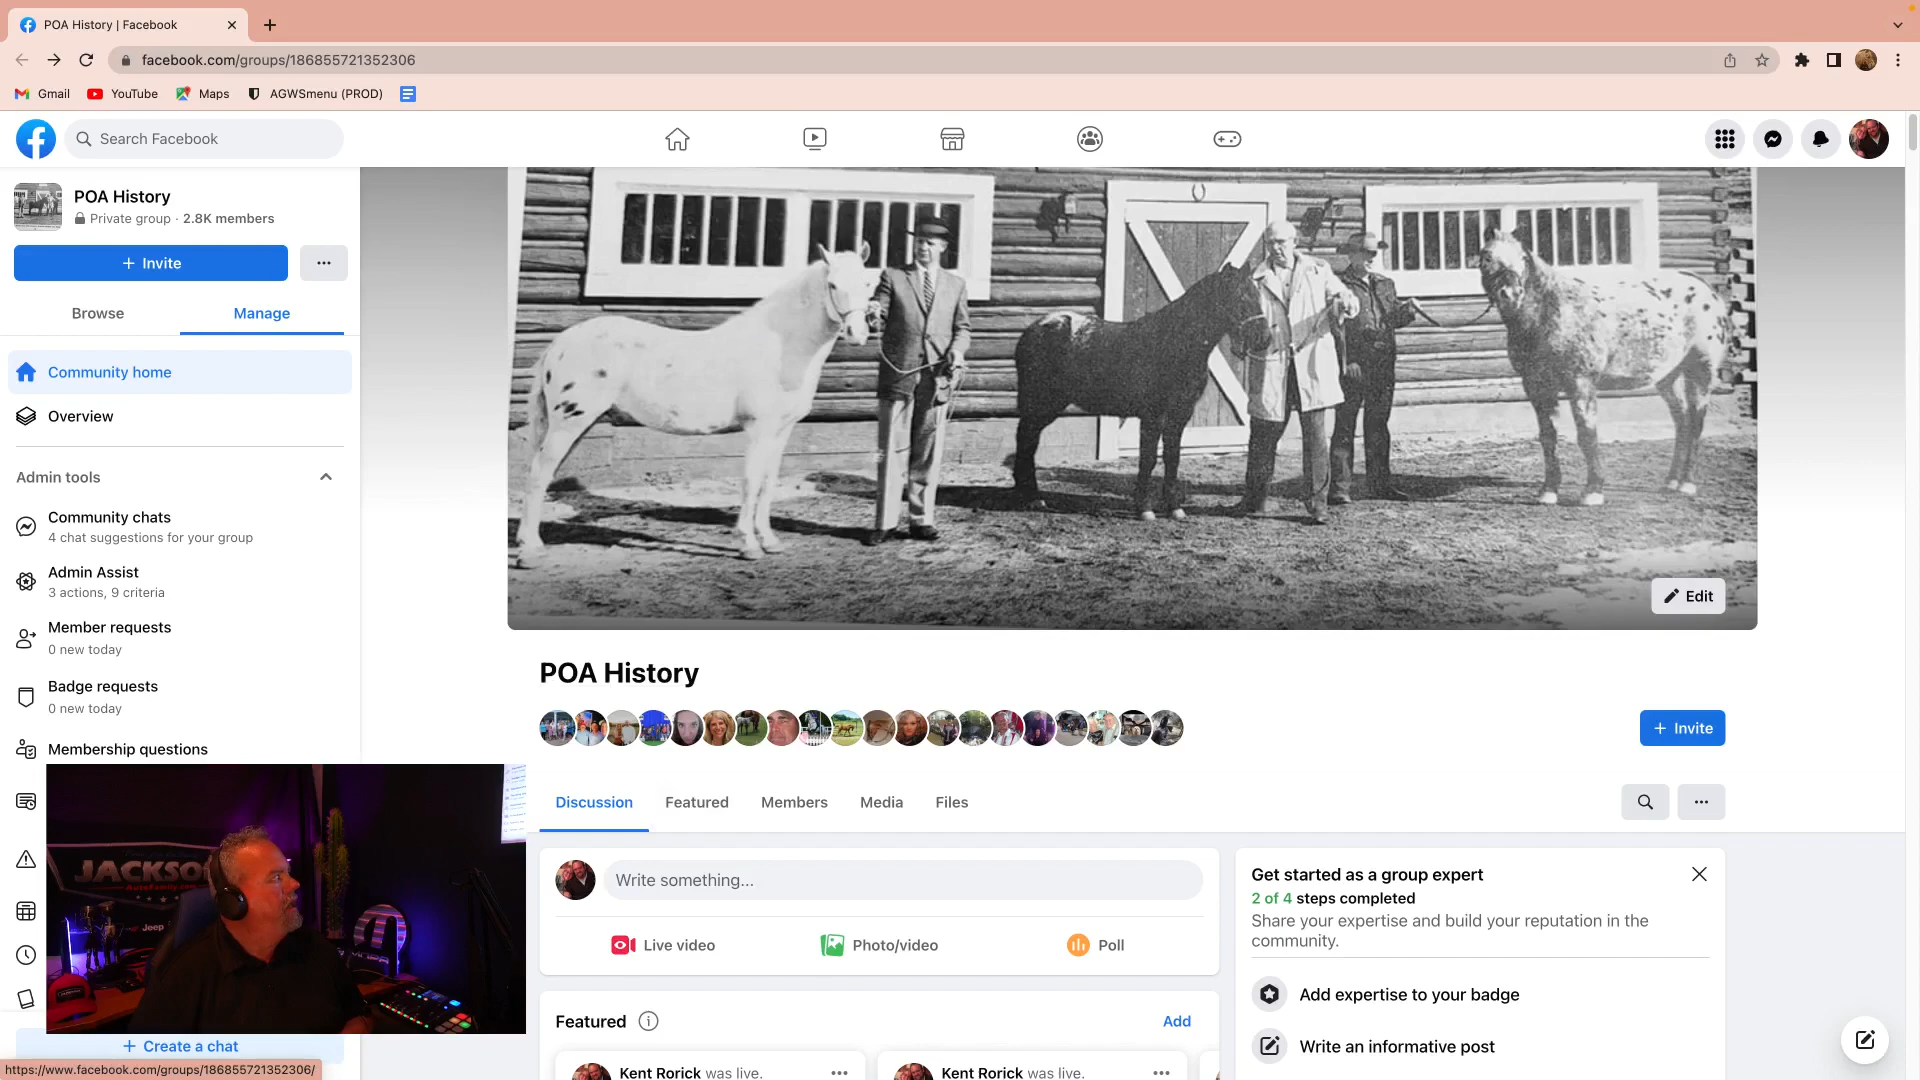 POA History | Facebook
facebook.com/groups/186855721352306
Gmail
YouTube
Maps
AGWSmenu (PROD)
Search Facebook
POA History
Private group · 2.8K members
+ Invite
Browse
Manage
Community home
Overview
Admin tools
Community chats
4 chat suggestions for your group
Admin Assist
3 actions, 9 criteria
Member requests
0 new today
Badge requests
0 new today
Membership questions
JACKSO
AutoFamily.com
Jeep
+ Create a chat
https://www.facebook.com/groups/186855721352306/
Edit
POA History
+ Invite
Discussion
Featured
Members
Media
Files
Write something...
Live video
Photo/video
Poll
Featured
Add
Kent Rorick was live.
Kent Rorick was live.
Get started as a group expert
2 of 4 steps completed
Share your expertise and build your reputation in the
community.
Add expertise to your badge
Write an informative post